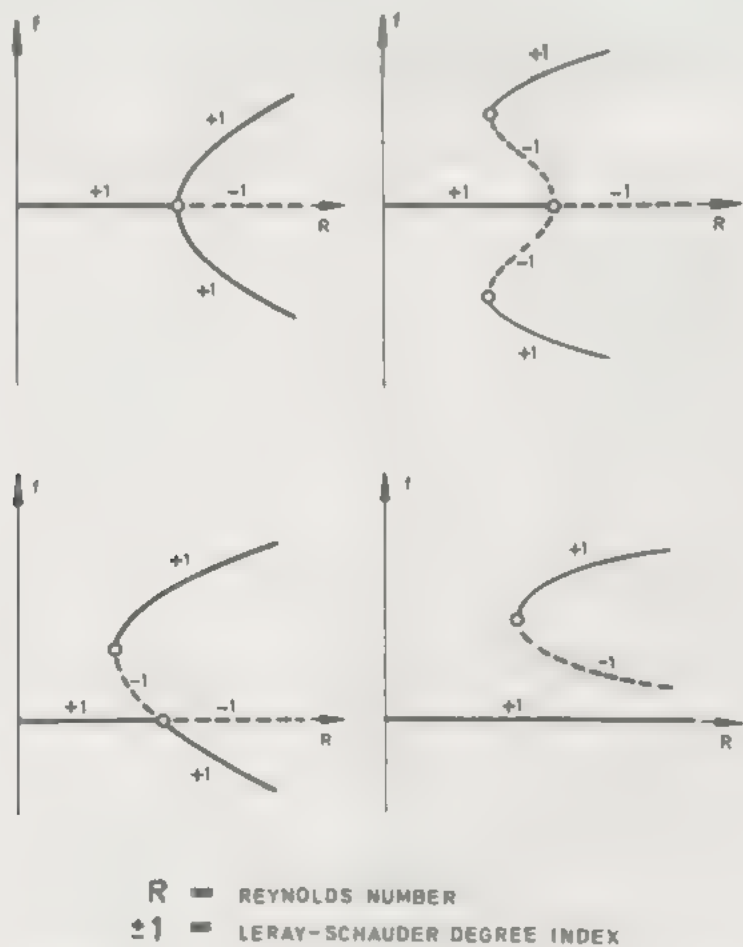 F
+1
+1
-1
R
+1
f
+1
-1
+1
-1
R
-1
+1
f
+1
-1
+1
-1
R
+1
f
+1
-1
+1
R
R = REYNOLDS NUMBER
±1 = LERAY-SCHAUDER DEGREE INDEX